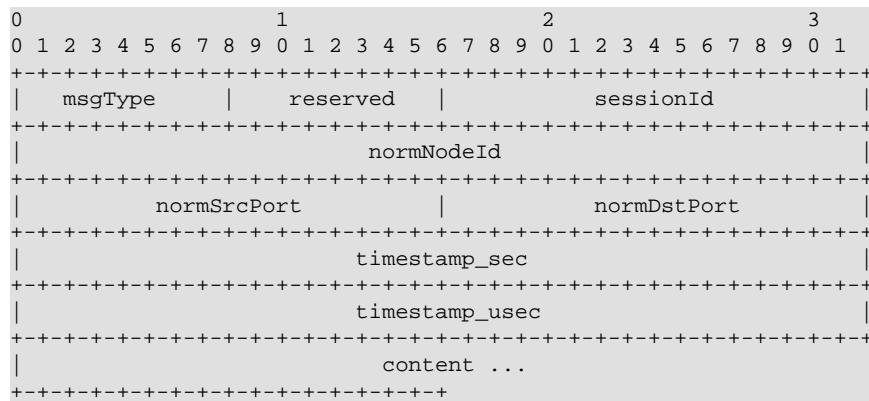 0                   1                   2                   3
0 1 2 3 4 5 6 7 8 9 0 1 2 3 4 5 6 7 8 9 0 1 2 3 4 5 6 7 8 9 0 1
+-+-+-+-+-+-+-+-+-+-+-+-+-+-+-+-+-+-+-+-+-+-+-+-+-+-+-+-+-+-+-+-+
|   msgType     |    reserved   |           sessionId           |
+-+-+-+-+-+-+-+-+-+-+-+-+-+-+-+-+-+-+-+-+-+-+-+-+-+-+-+-+-+-+-+-+
|                          normNodeId                           |
+-+-+-+-+-+-+-+-+-+-+-+-+-+-+-+-+-+-+-+-+-+-+-+-+-+-+-+-+-+-+-+-+
|          normSrcPort          |           normDstPort         |
+-+-+-+-+-+-+-+-+-+-+-+-+-+-+-+-+-+-+-+-+-+-+-+-+-+-+-+-+-+-+-+-+
|                         timestamp_sec                         |
+-+-+-+-+-+-+-+-+-+-+-+-+-+-+-+-+-+-+-+-+-+-+-+-+-+-+-+-+-+-+-+-+
|                         timestamp_usec                        |
+-+-+-+-+-+-+-+-+-+-+-+-+-+-+-+-+-+-+-+-+-+-+-+-+-+-+-+-+-+-+-+-+
|                           content ...
+-+-+-+-+-+-+-+-+-+-+-+-+-+-+-+-+